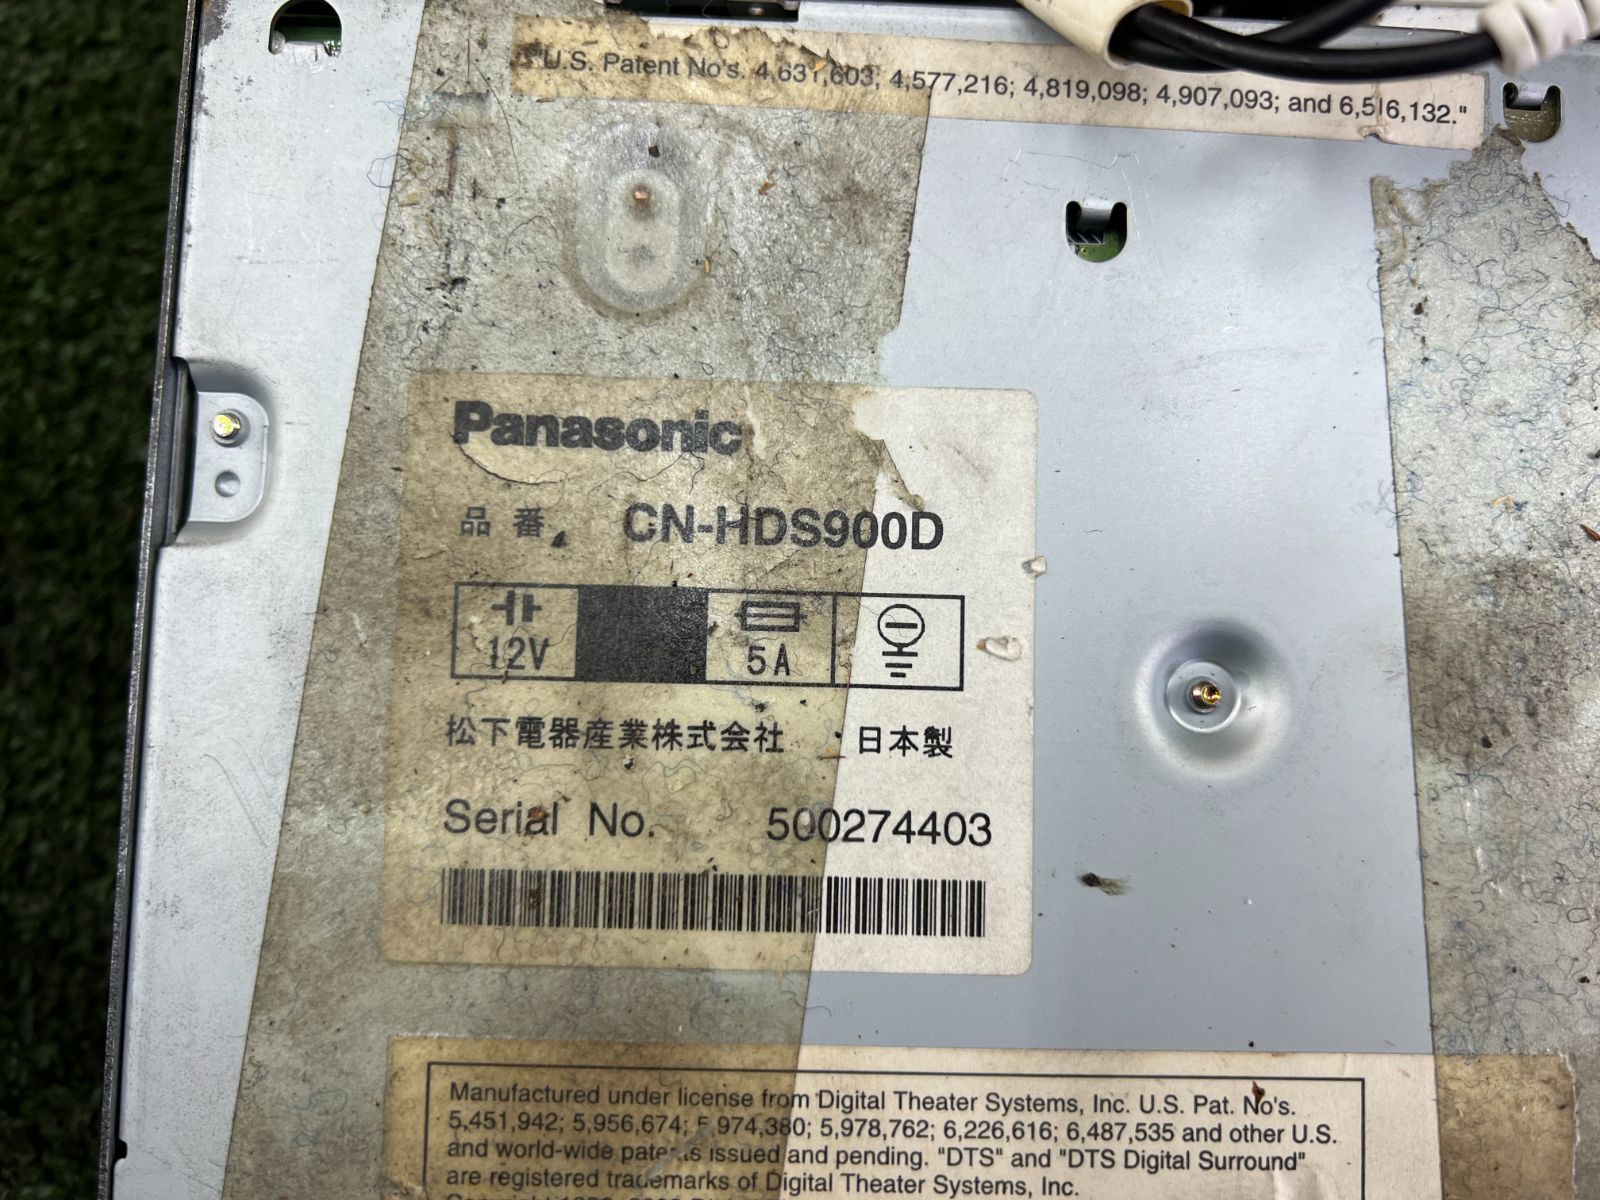 "U.S. Patent No's. 4,631,603; 4,577,216; 4,819,098; 4,907,093; and 6,516,132."
Panasonic
品番 CN-HDS900D
12V 5A
松下電器産業株式会社 日本製
Serial No. 500274403
Manufactured under license from Digital Theater Systems, Inc. U.S. Pat. No's.
5,451,942; 5,956,674; 5,974,380; 5,978,762; 6,226,616; 6,487,535 and other U.S.
and world-wide patents issued and pending. "DTS" and "DTS Digital Surround"
are registered trademarks of Digital Theater Systems, Inc.